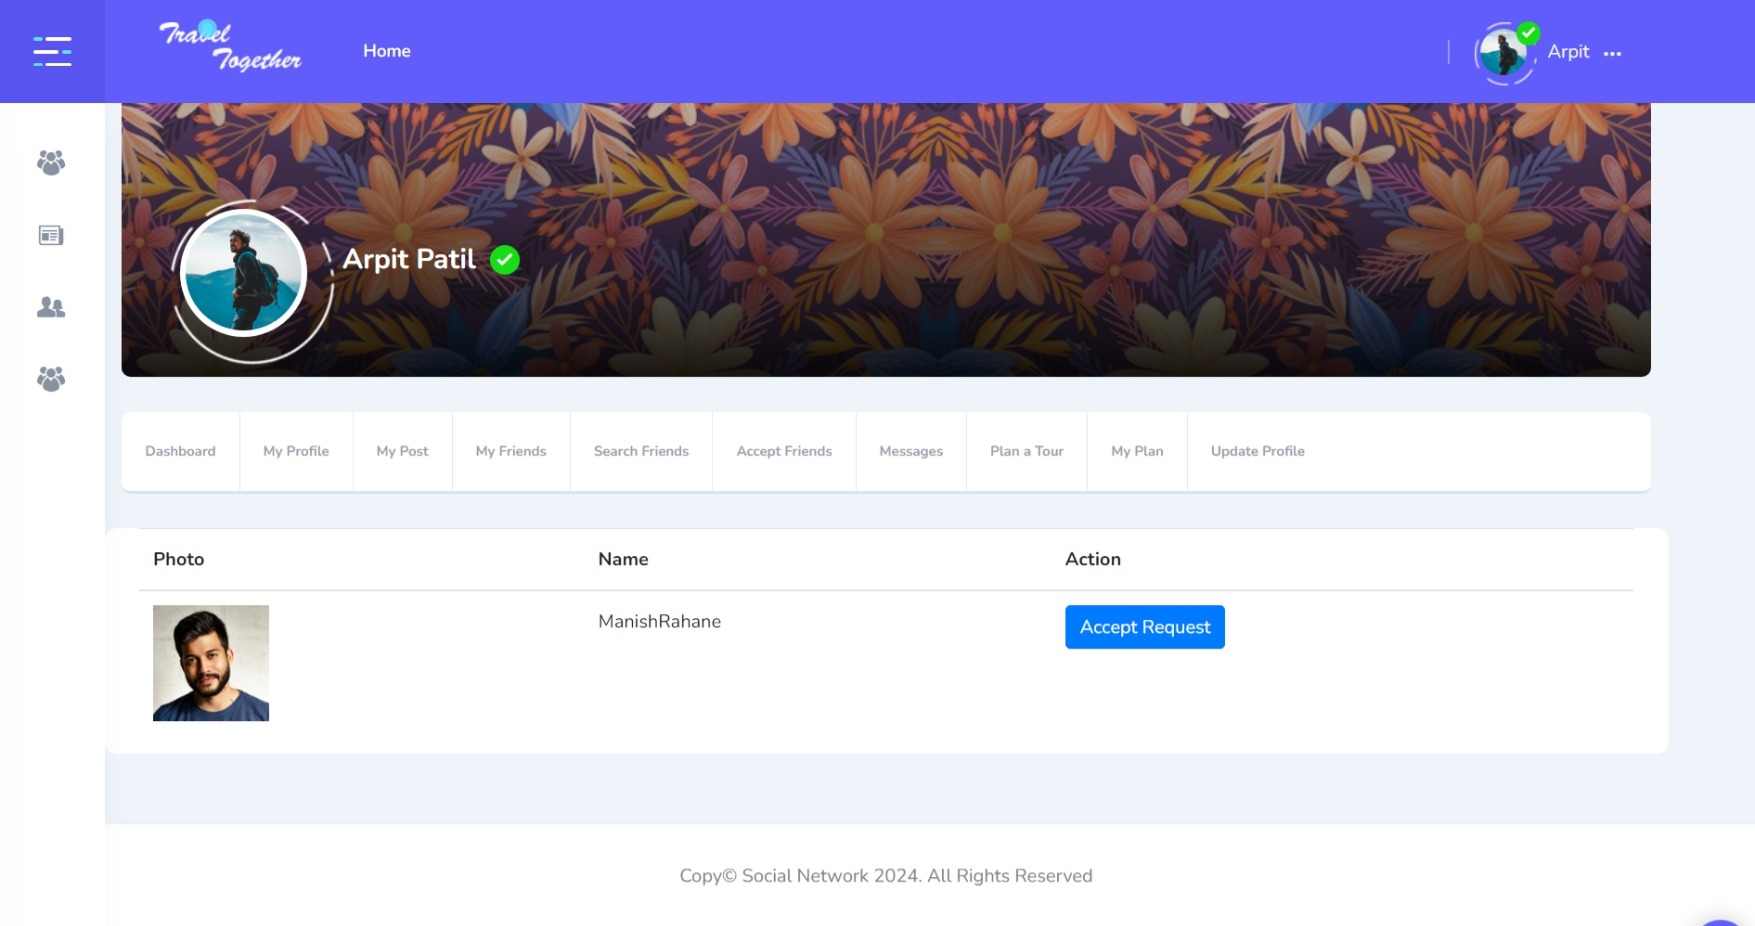 Travel
Together
Home
Arpit
Arpit Patil
Dashboard
My Profile
My Post
My Friends
Search Friends
Accept Friends
Messages
Plan a Tour
My Plan
Update Profile
Photo Name Action
ManishRahane Accept Request
Copy© Social Network 2024. All Rights Reserved